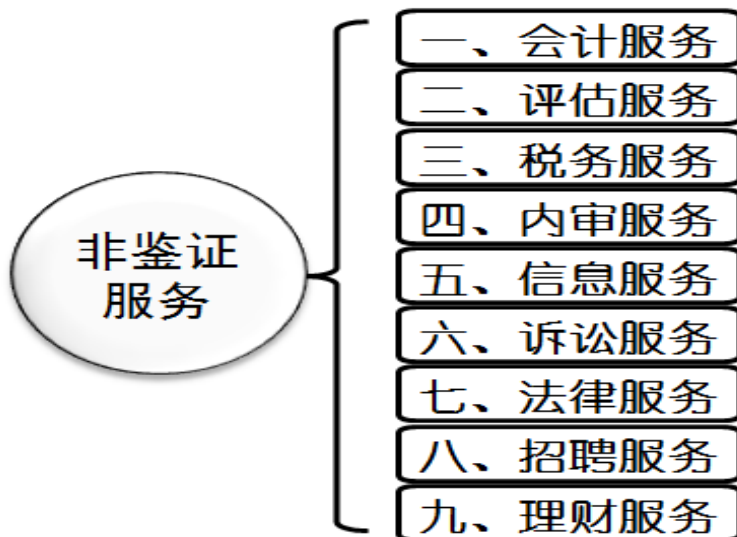 一、会计服务
二、评估服务
三、税务服务
四、内审服务
非鉴证
服务
五、信息服务
六、诉讼服务
七、法律服务
八、招聘服务
九、理财服务